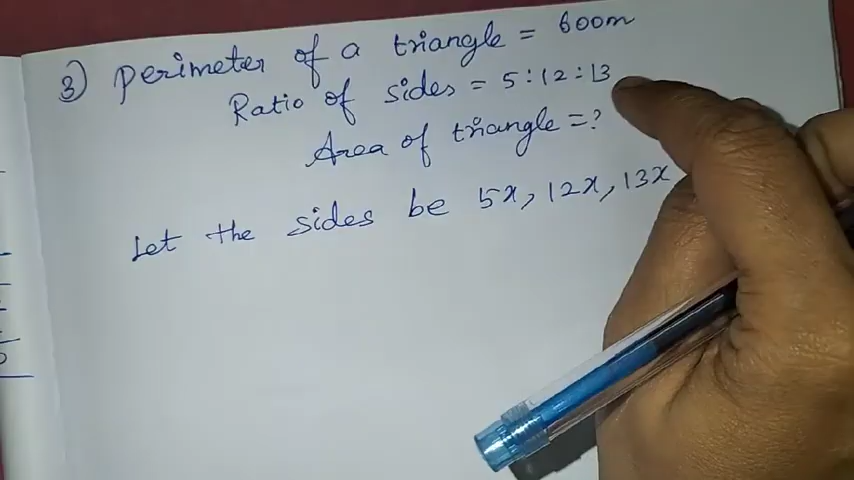 3) Perimeter of a triangle = 600m
Ratio of sides = 5:12:13
Area of triangle = ?
Let the sides be 5x, 12x, 13x